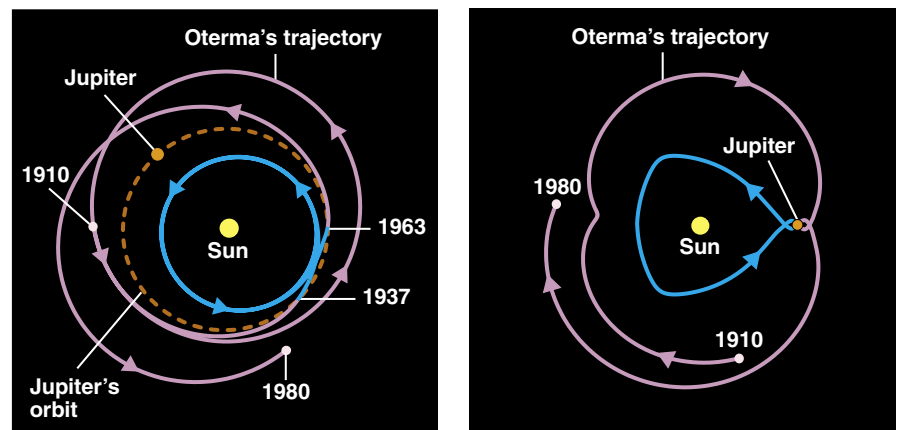 Oterma's trajectory
Jupiter
1910
Sun
1963
1937
Jupiter's
orbit
1980
Oterma's trajectory
Jupiter
1980
Sun
1910